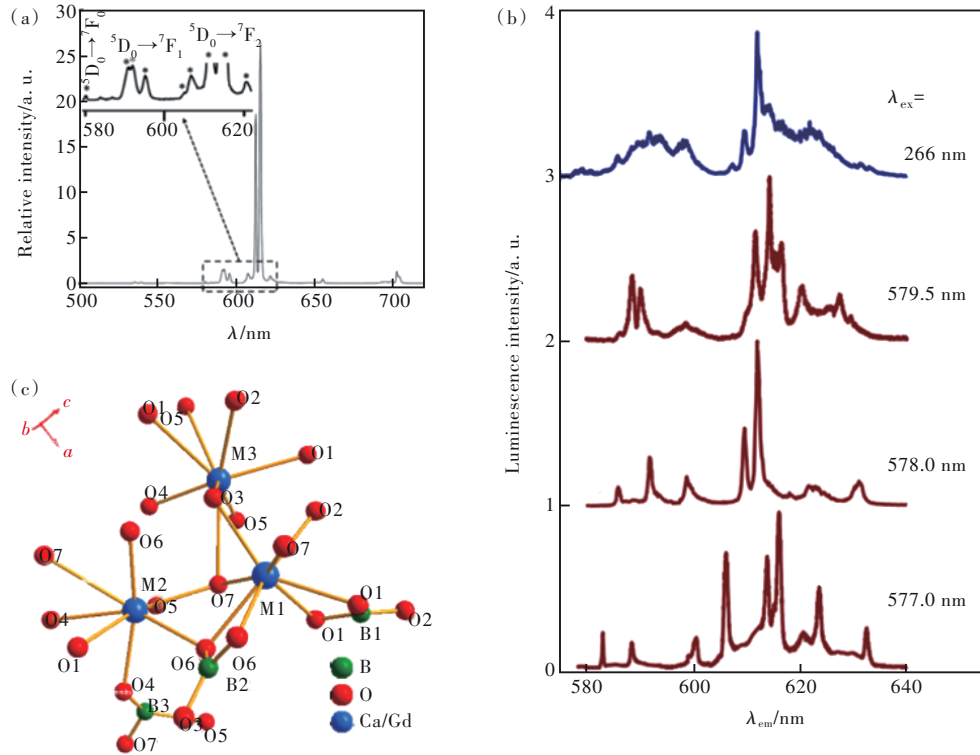 (a)
Relative intensity/a. u.
30
25
20
15
10
5
0
⁵D₀→⁷F₀
⁵D₀→⁷F₁
⁵D₀→⁷F₂
* * * * * * * *
580
600
620
500
550
600
650
700
λ/nm
(b)
Luminescence intensity/a. u.
4
3
2
1
0
λex=
266 nm
579.5 nm
578.0 nm
577.0 nm
580
600
620
640
λem/nm
(c)
c
b
a
O1
O5
O2
M3
O1
O4
O3
O5
O2
O6
O7
O7
M2
O5
O7
M1
O1
O4
O1
B1
O2
O1
O6
O6
B2
O4
B3
O3
O5
O7
B
O
Ca/Gd